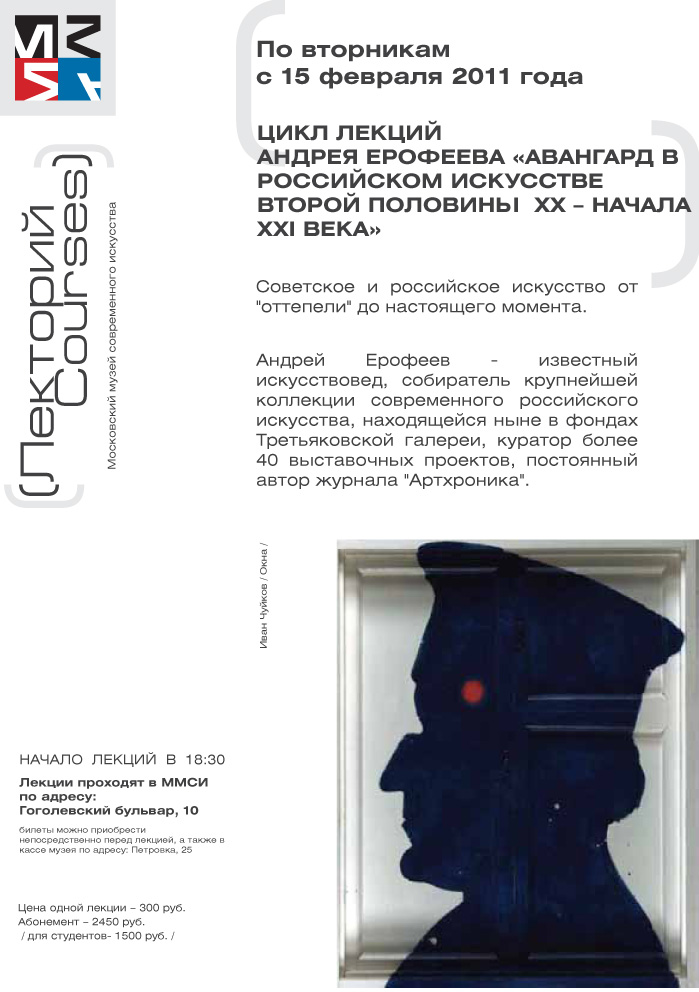 По вторникам
с 15 февраля 2011 года
ЦИКЛ ЛЕКЦИЙ
АНДРЕЯ ЕРОФЕЕВА «АВАНГАРД В
РОССИЙСКОМ ИСКУССТВЕ
ВТОРОЙ ПОЛОВИНЫ XX – НАЧАЛА
XXI ВЕКА»
(Лекторий
Courses)
Московский музей современного искусства
Советское и российское искусство от
"оттепели" до настоящего момента.
Андрей Ерофеев - известный
искусствовед, собиратель крупнейшей
коллекции современного российского
искусства, находящейся ныне в фондах
Третьяковской галереи, куратор более
40 выставочных проектов, постоянный
автор журнала "Артхроника".
Иван Чуйков / Окна /
НАЧАЛО ЛЕКЦИЙ В 18:30
Лекции проходят в ММСИ
по адресу:
Гоголевский бульвар, 10
билеты можно приобрести
непосредственно перед лекцией, а также в
кассе музея по адресу: Петровка, 25
Цена одной лекции – 300 руб.
Абонемент – 2450 руб.
/ для студентов- 1500 руб. /